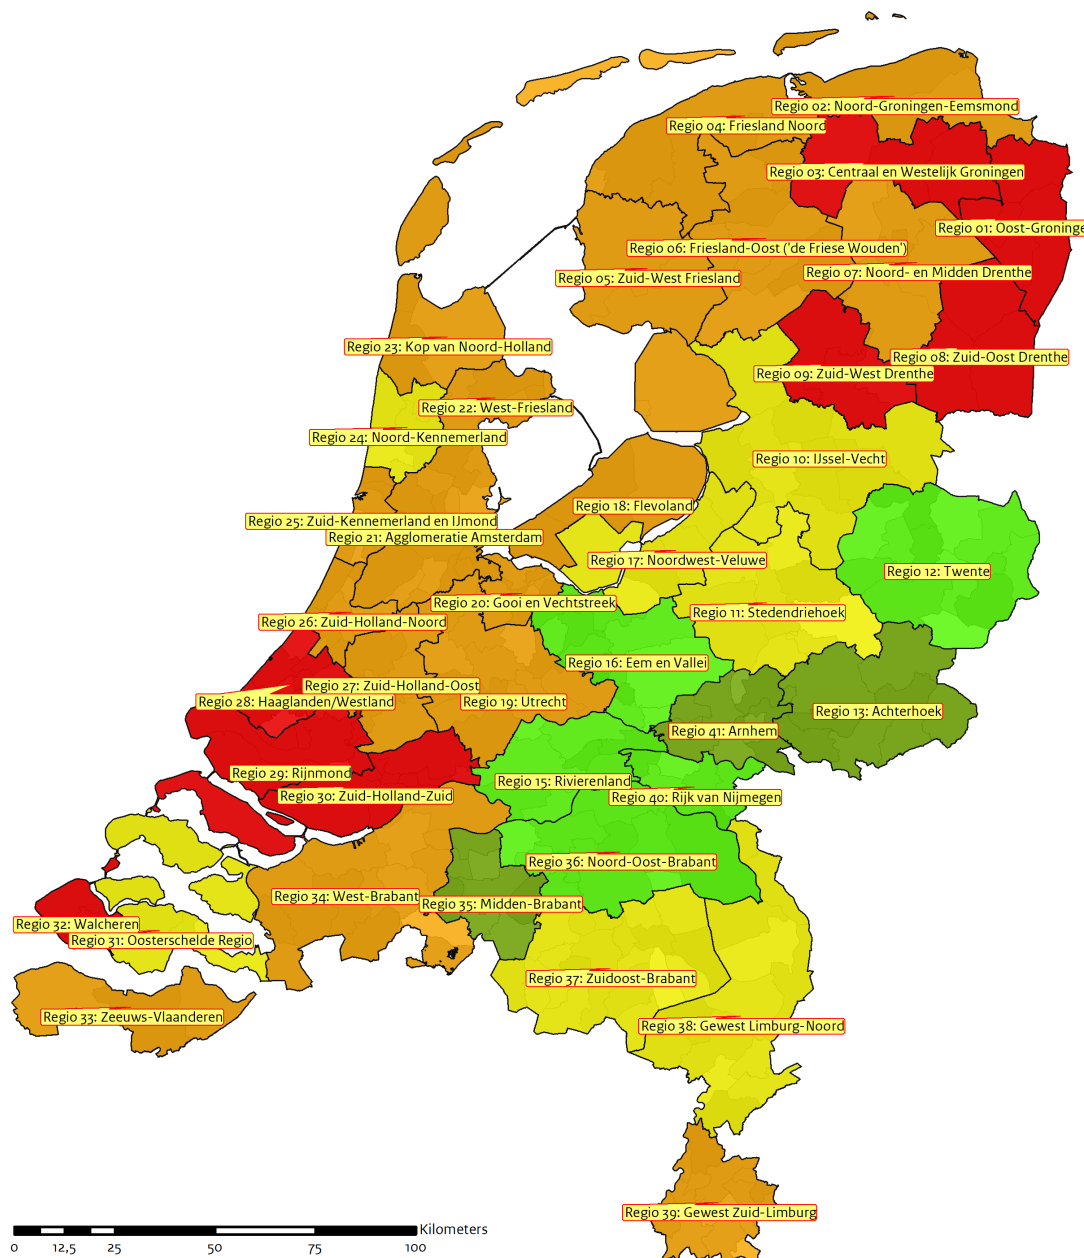 Regio 02: Noord-Groningen-Eemsmond
Regio 04: Friesland Noord
Regio 03: Centraal en Westelijk Groningen
Regio 01: Oost-Groninge
Regio 06: Friesland-Oost ('de Friese Wouden')
Regio 07: Noord- en Midden Drenthe
Regio 05: Zuid-West Friesland
Regio 23: Kop van Noord-Holland
Regio 08: Zuid-Oost Drenthe
Regio 09: Zuid-West Drenthe
Regio 22: West-Friesland
Regio 24: Noord-Kennemerland
Regio 10: IJssel-Vecht
Regio 18: Flevoland
Regio 25: Zuid-Kennemerland en IJmond
Regio 21: Agglomeratie Amsterdam
Regio 17: Noordwest-Veluwe
Regio 12: Twente
Regio 20: Gooi en Vechtstreek
Regio 11: Stedendriehoek
Regio 26: Zuid-Holland-Noord
Regio 16: Eem en Vallei
Regio 27: Zuid-Holland-Oost
Regio 28: Haaglanden/Westland
Regio 19: Utrecht
Regio 13: Achterhoek
Regio 41: Arnhem
Regio 29: Rijnmond
Regio 15: Rivierenland
Regio 30: Zuid-Holland-Zuid
Regio 40: Rijk van Nijmegen
Regio 36: Noord-Oost-Brabant
Regio 34: West-Brabant
Regio 35: Midden-Brabant
Regio 32: Walcheren
Regio 31: Oosterschelde Regio
Regio 37: Zuidoost-Brabant
Regio 33: Zeeuws-Vlaanderen
Regio 38: Gewest Limburg-Noord
Regio 39: Gewest Zuid-Limburg
Kilometers
0 12,5 25 50 75 100